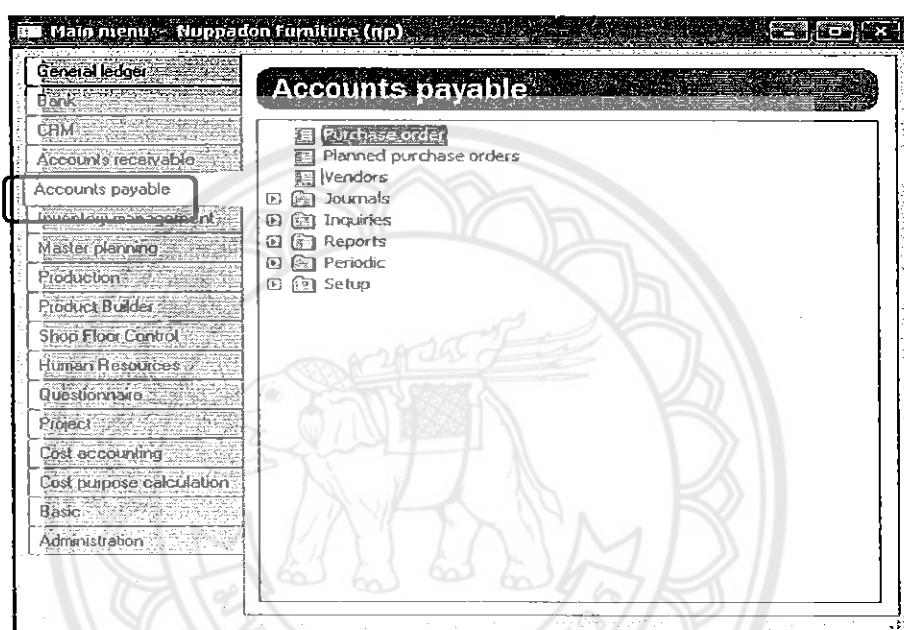 Main menu - Nuppadon Furniture (np)
General ledger
Bank
CRM
Accounts receivable
Accounts payable
Inventory management
Master planning
Production
Product Builder
Shop Floor Control
Human Resources
Questionnaire
Project
Cost accounting
Cost purpose calculation
Basic
Administration
Accounts payable
Purchase order
Planned purchase orders
Vendors
Journals
Inquiries
Reports
Periodic
Setup